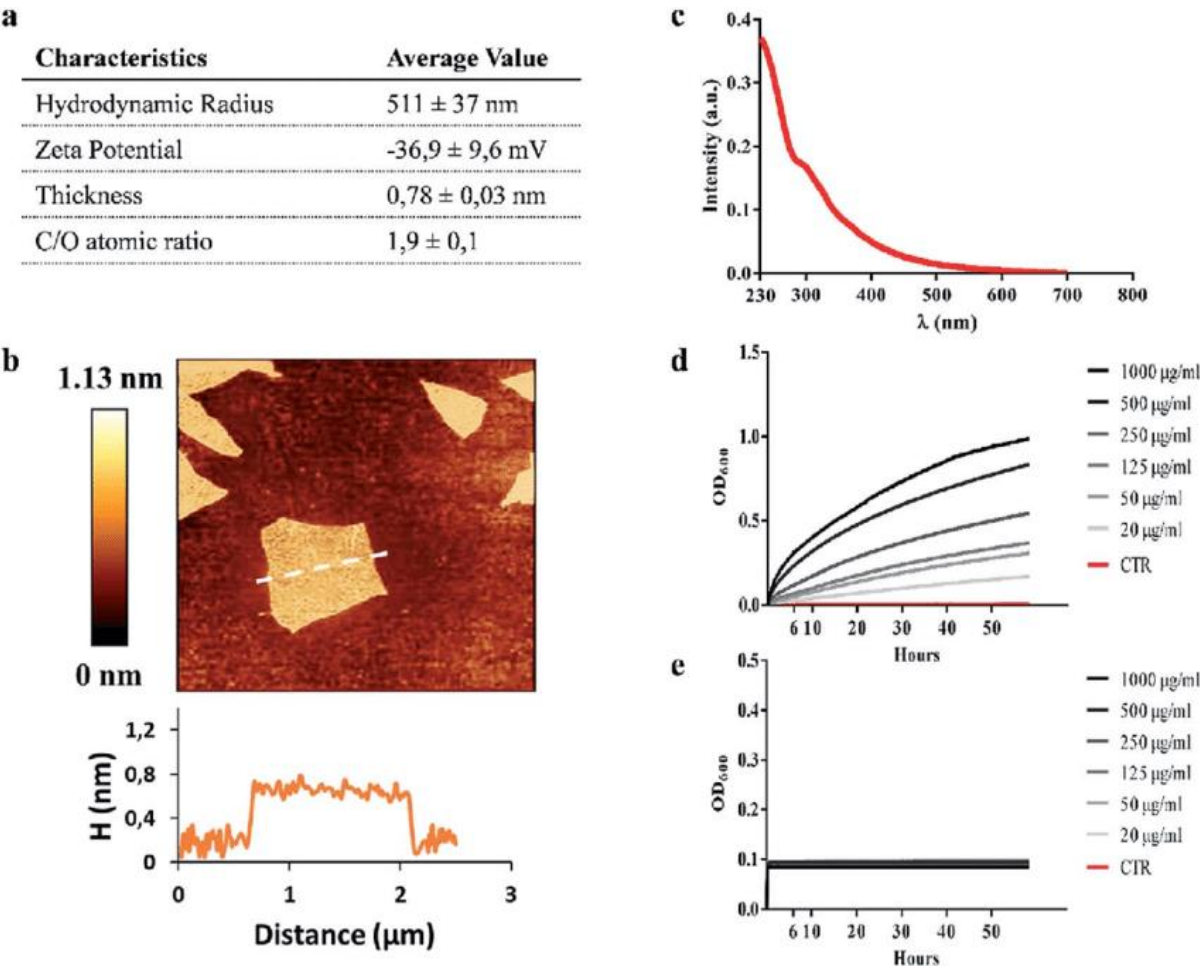 a
Characteristics Average Value
Hydrodynamic Radius 511 ± 37 nm
Zeta Potential -36,9 ± 9,6 mV
Thickness 0,78 ± 0,03 nm
C/O atomic ratio 1,9 ± 0,1
b
1.13 nm
0 nm
H (nm)
1,2
0,8
0,4
0
0 1 2 3
Distance (µm)
c
Intensity (a.u.)
0.4
0.3
0.2
0.1
0.0
230 300 400 500 600 700 800
λ (nm)
d
OD600
1.5
1.0
0.5
0.0
6 10 20 30 40 50
Hours
1000 µg/ml
500 µg/ml
250 µg/ml
125 µg/ml
50 µg/ml
20 µg/ml
CTR
e
OD600
0.5
0.4
0.3
0.2
0.1
0.0
6 10 20 30 40 50
Hours
1000 µg/ml
500 µg/ml
250 µg/ml
125 µg/ml
50 µg/ml
20 µg/ml
CTR